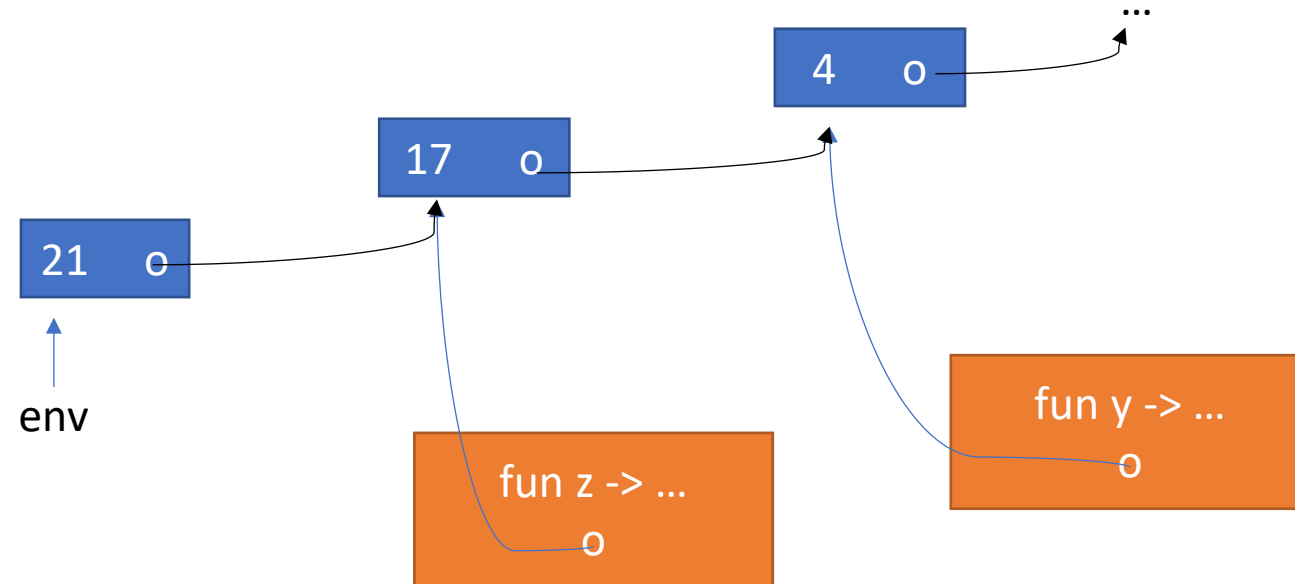 ...
4 o
17 o
21 o
env
fun y -> ...
o
fun z -> ...
o